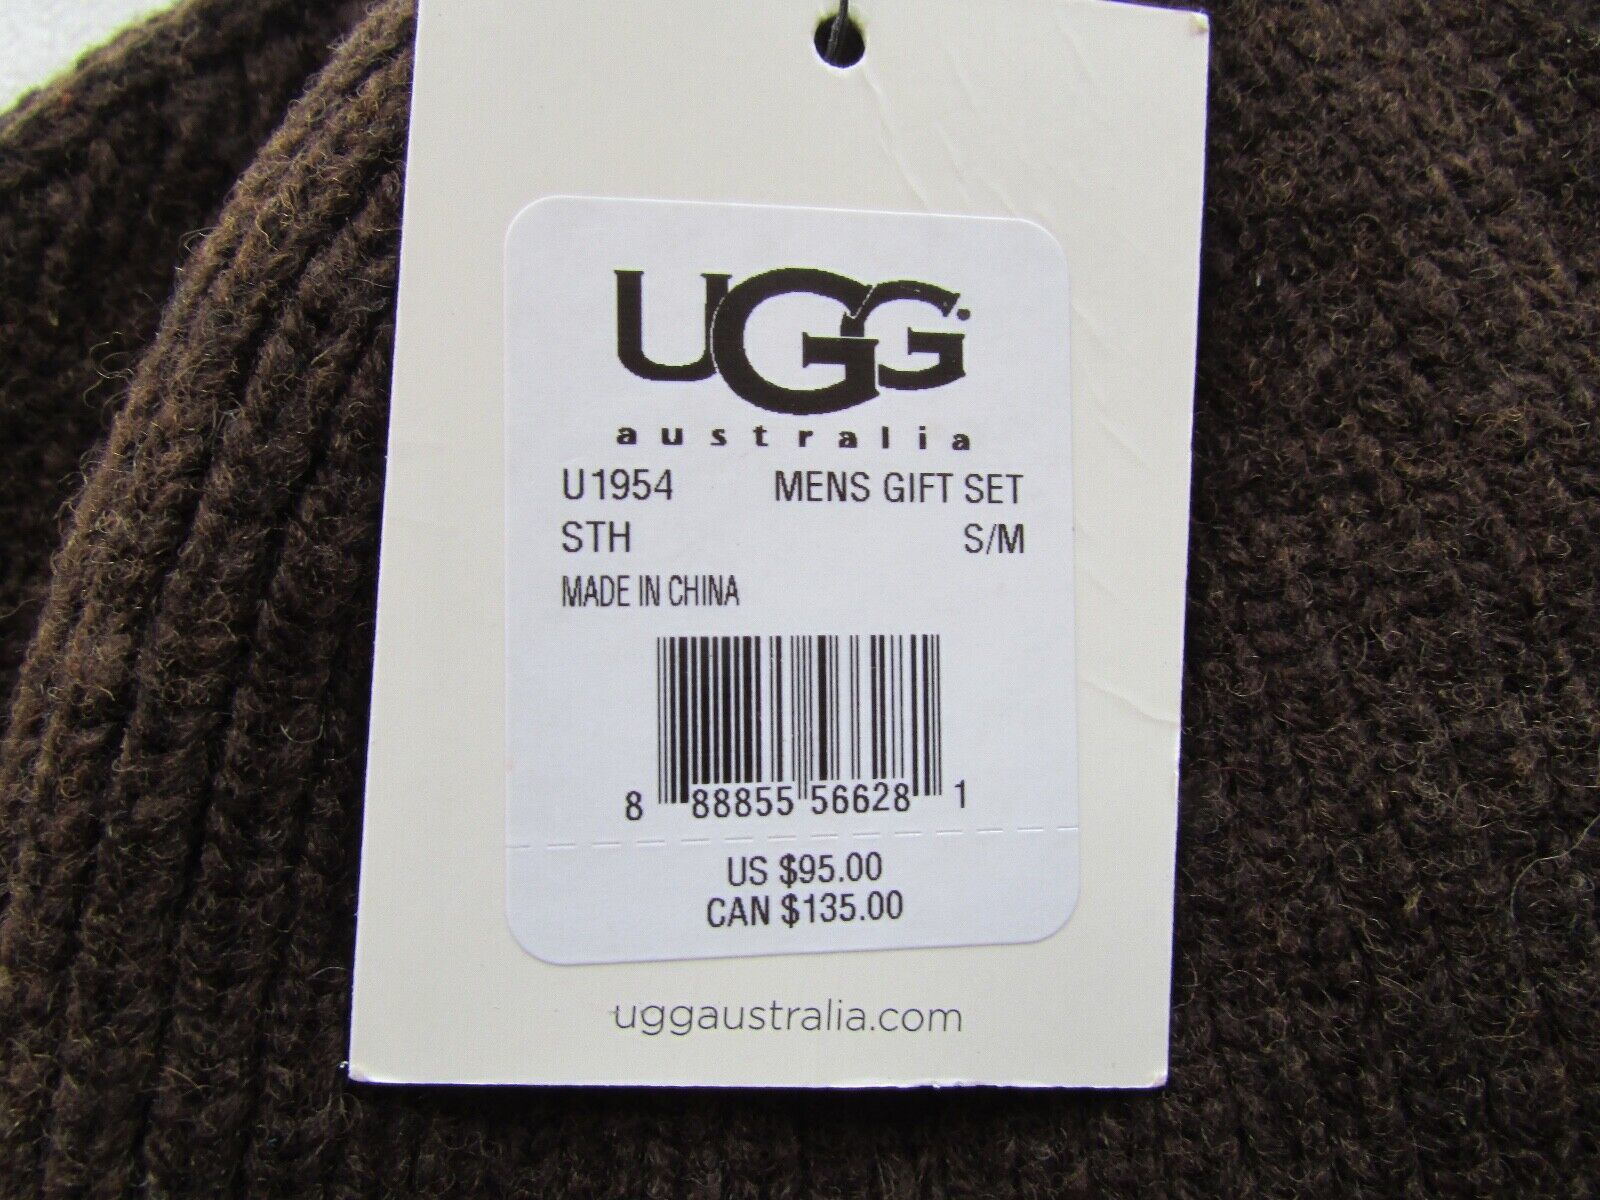 UGG
australia
U1954 MENS GIFT SET
STH S/M
MADE IN CHINA
8 88855 56628 1
US $95.00
CAN $135.00
uggaustralia.com